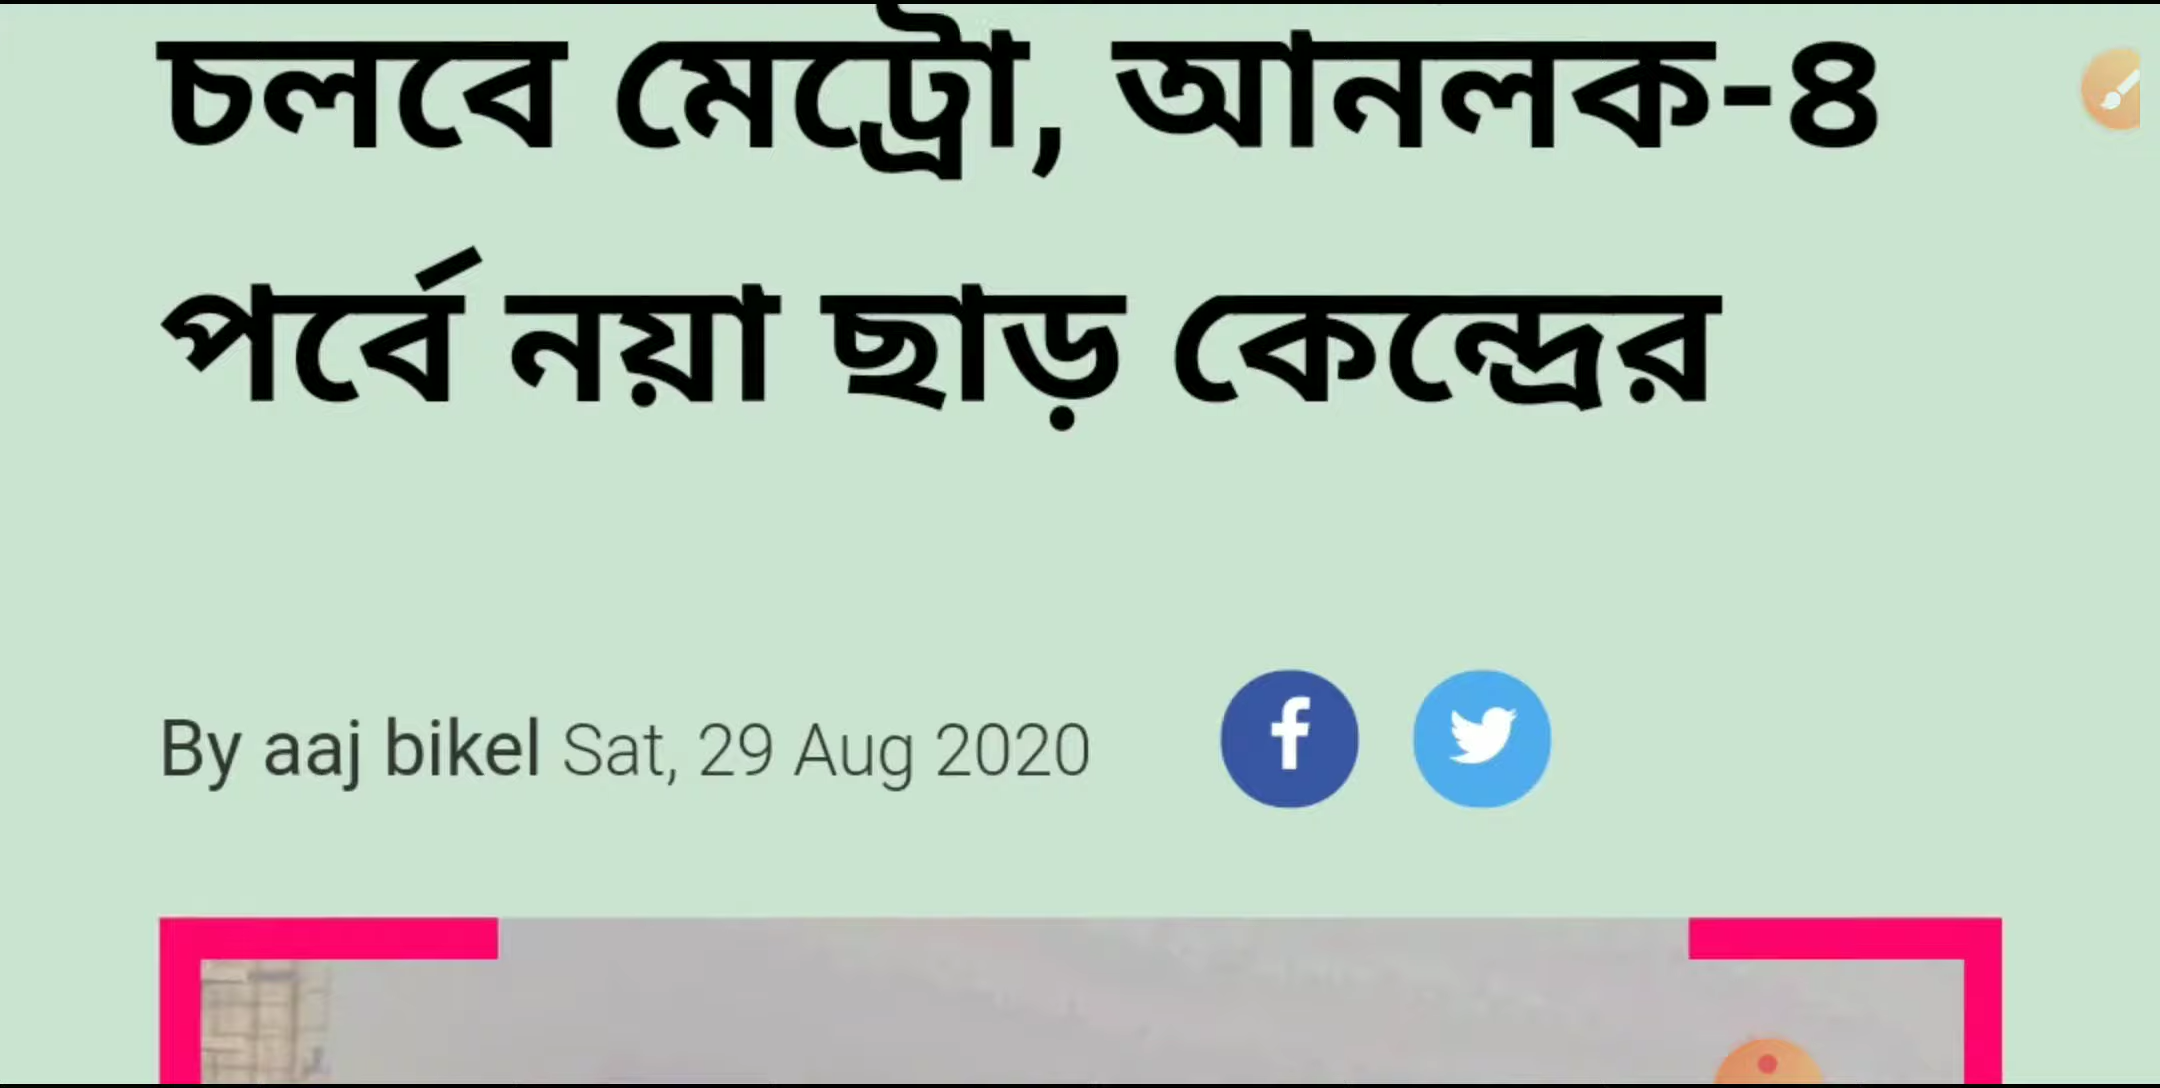 চলবে মেট্রো, আনলক-৪
পর্বে নয়া ছাড় কেন্দ্রের
By aaj bikel Sat, 29 Aug 2020